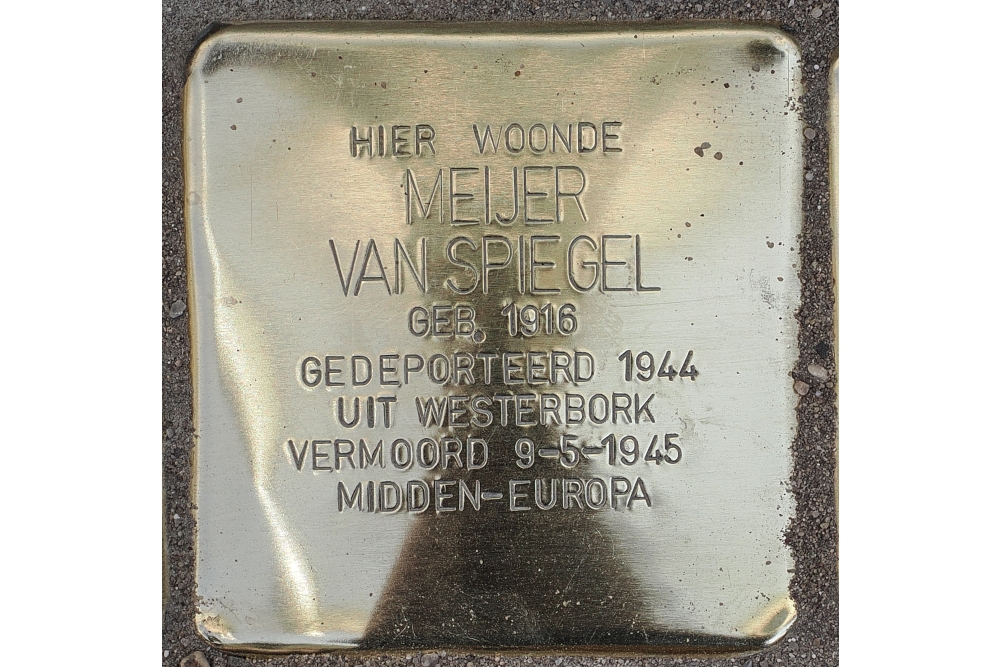 HIER WOONDE
MEIJER
VAN SPIEGEL
GEB. 1916
GEDEPORTEERD 1944
UIT WESTERBORK
VERMOORD 9-5-1945
MIDDEN-EUROPA